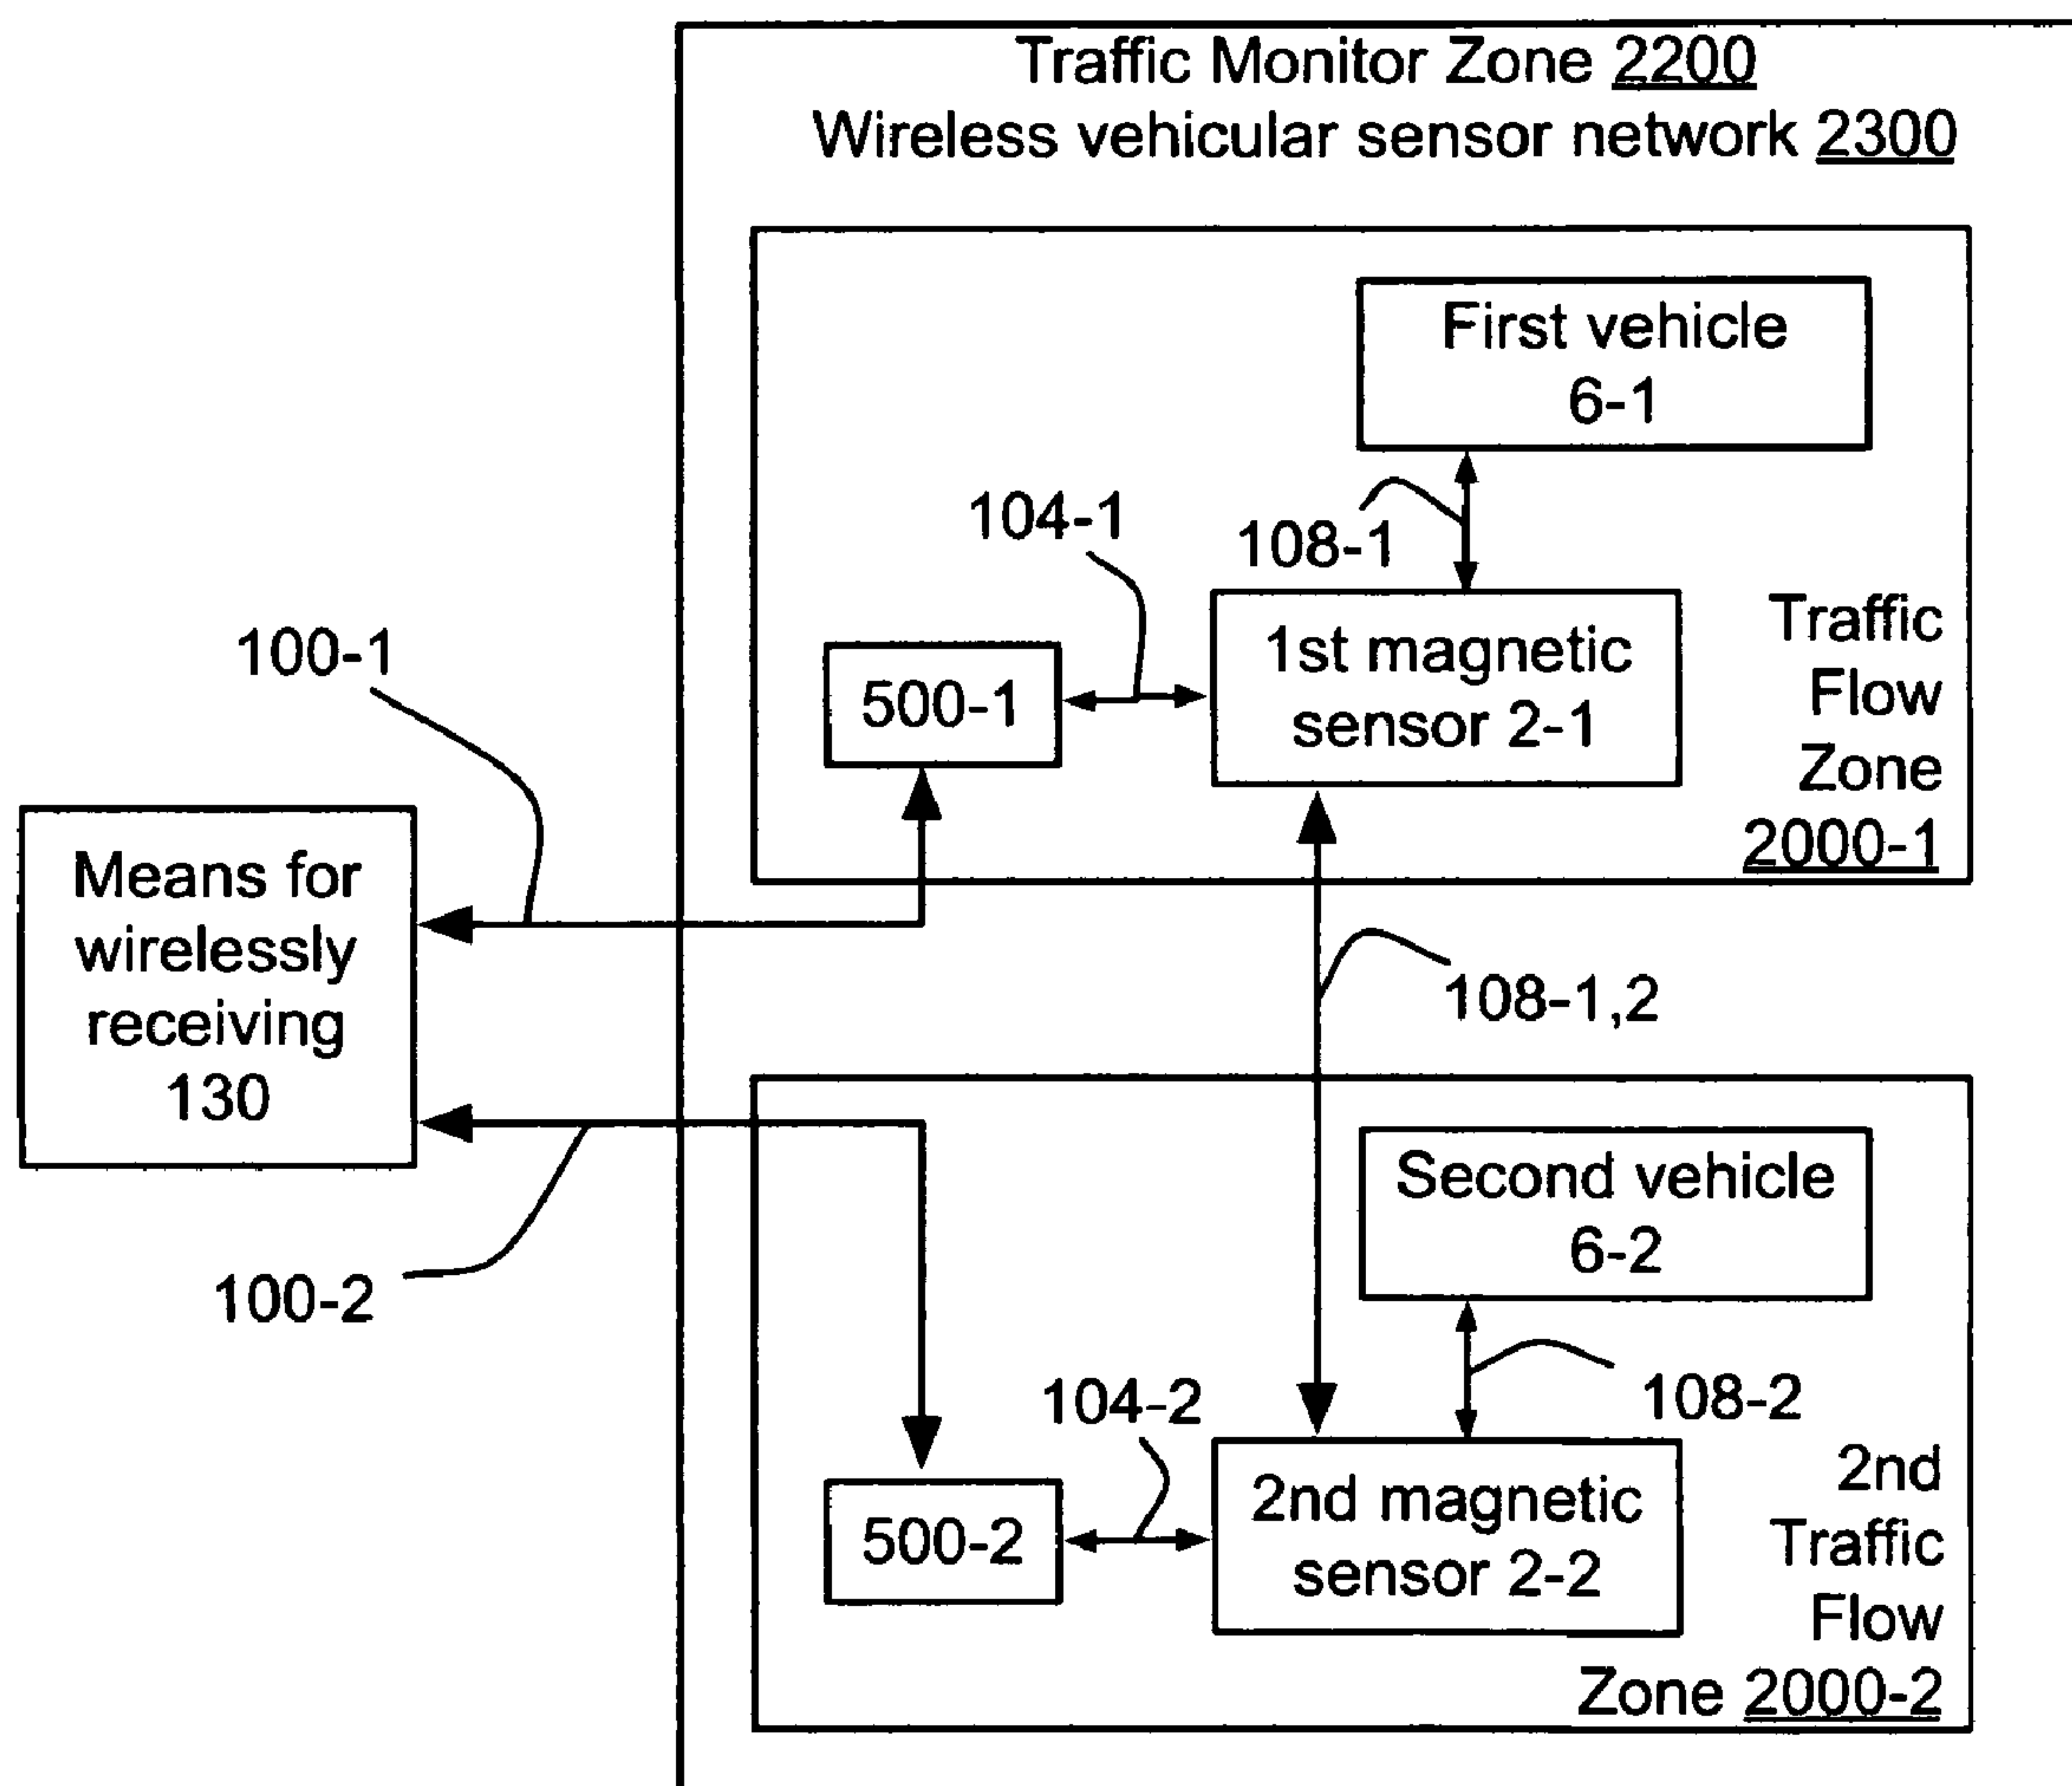 Traffic Monitor Zone 2200
Wireless vehicular sensor network 2300
First vehicle
6-1
104-1
108-1
100-1
500-1
1st magnetic
sensor 2-1
Traffic
Flow
Zone
2000-1
Means for
wirelessly
receiving
130
108-1,2
Second vehicle
6-2
100-2
104-2
108-2
500-2
2nd magnetic
sensor 2-2
2nd
Traffic
Flow
Zone 2000-2